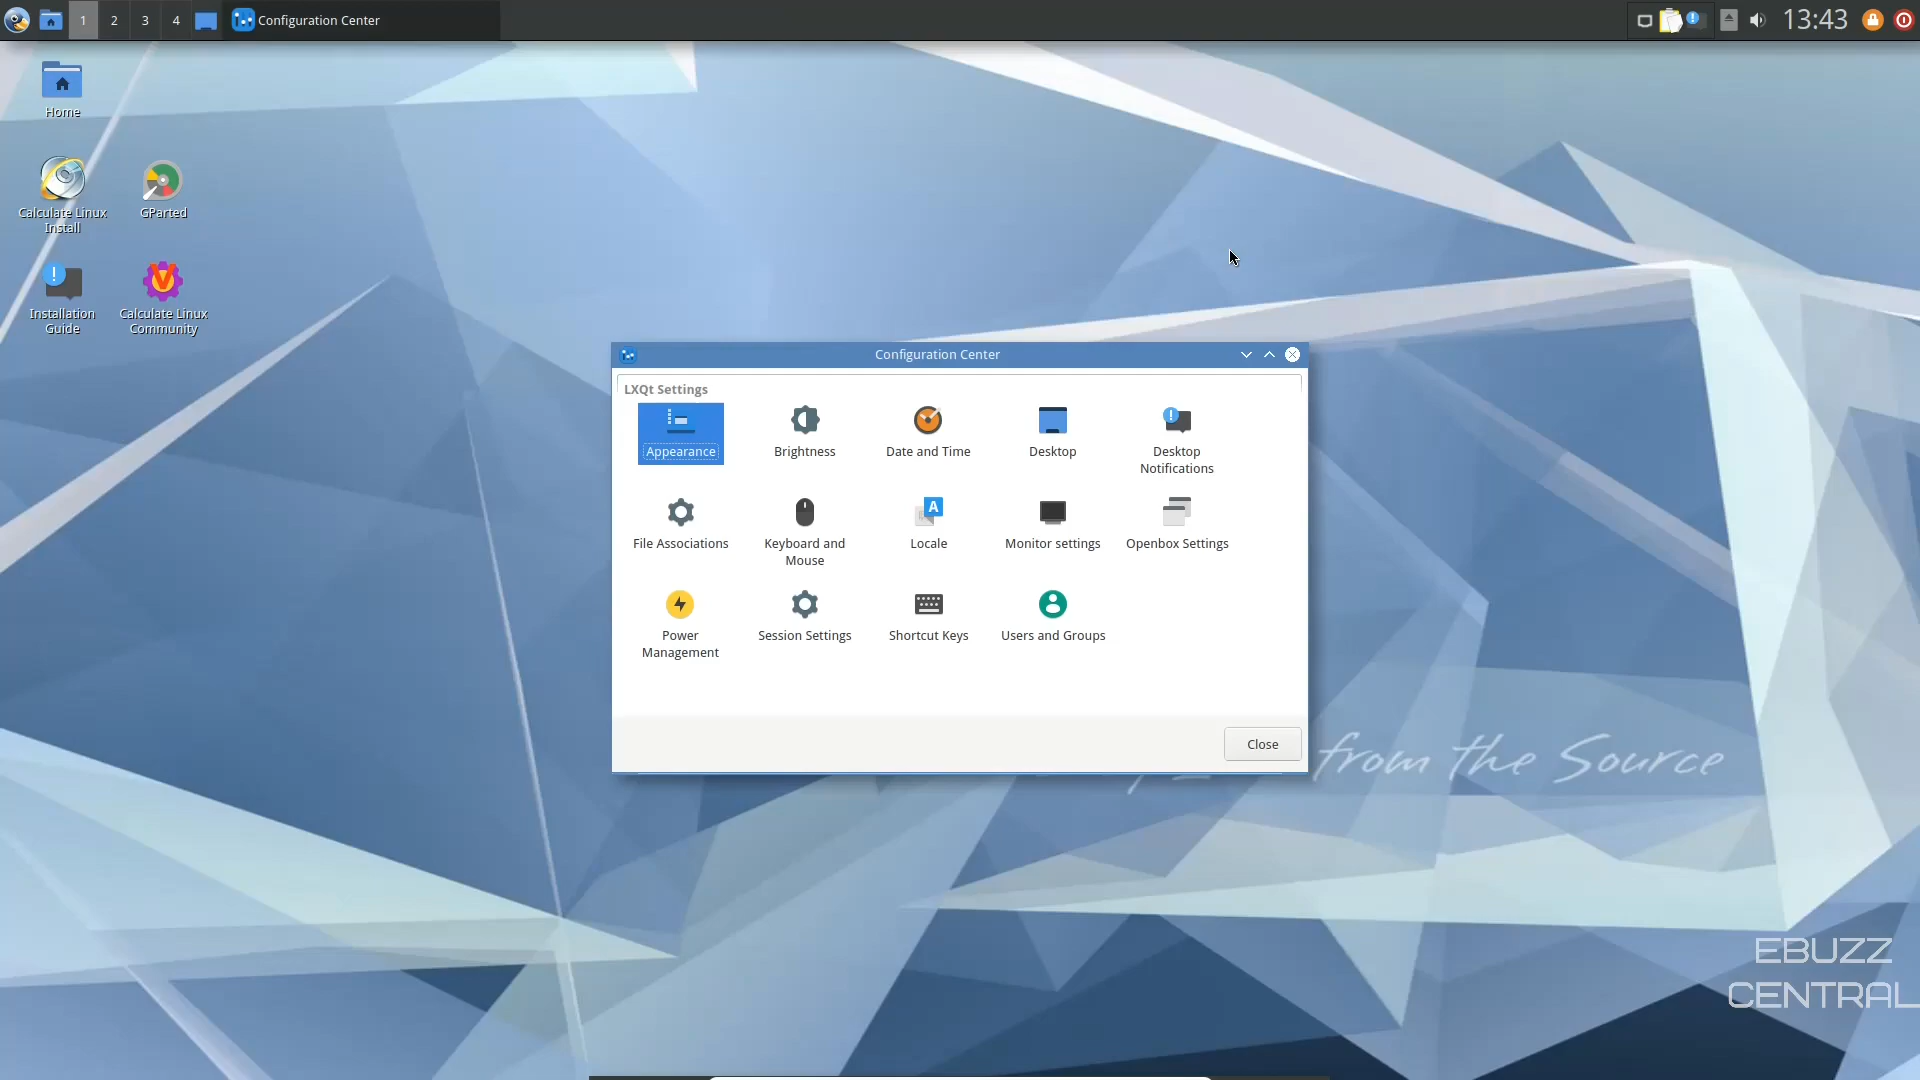 1 2 3 4 Configuration Center 13:43
Home
Calculate Linux
Install
GParted
Installation
Guide
Calculate Linux
Community
Configuration Center
LXQt Settings
Appearance
Brightness
Date and Time
Desktop
Desktop
Notifications
File Associations
Keyboard and
Mouse
Locale
Monitor settings
Openbox Settings
Power
Management
Session Settings
Shortcut Keys
Users and Groups
Close
from the Source
EBUZZ
CENTRAL